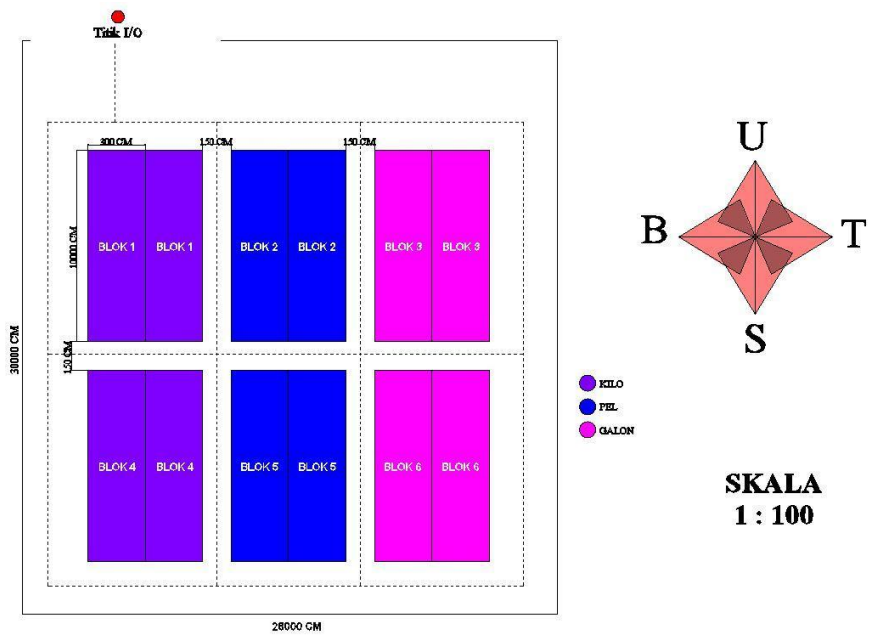 Titik I/O
300 CM
150 CM
150 CM
BLOK 1
BLOK 1
BLOK 2
BLOK 2
BLOK 3
BLOK 3
10000 CM
30000 CM
150 CM
BLOK 4
BLOK 4
BLOK 5
BLOK 5
BLOK 6
BLOK 6
28000 CM
U
B
T
S
KILO
PEL
GALON
SKALA
1 : 100